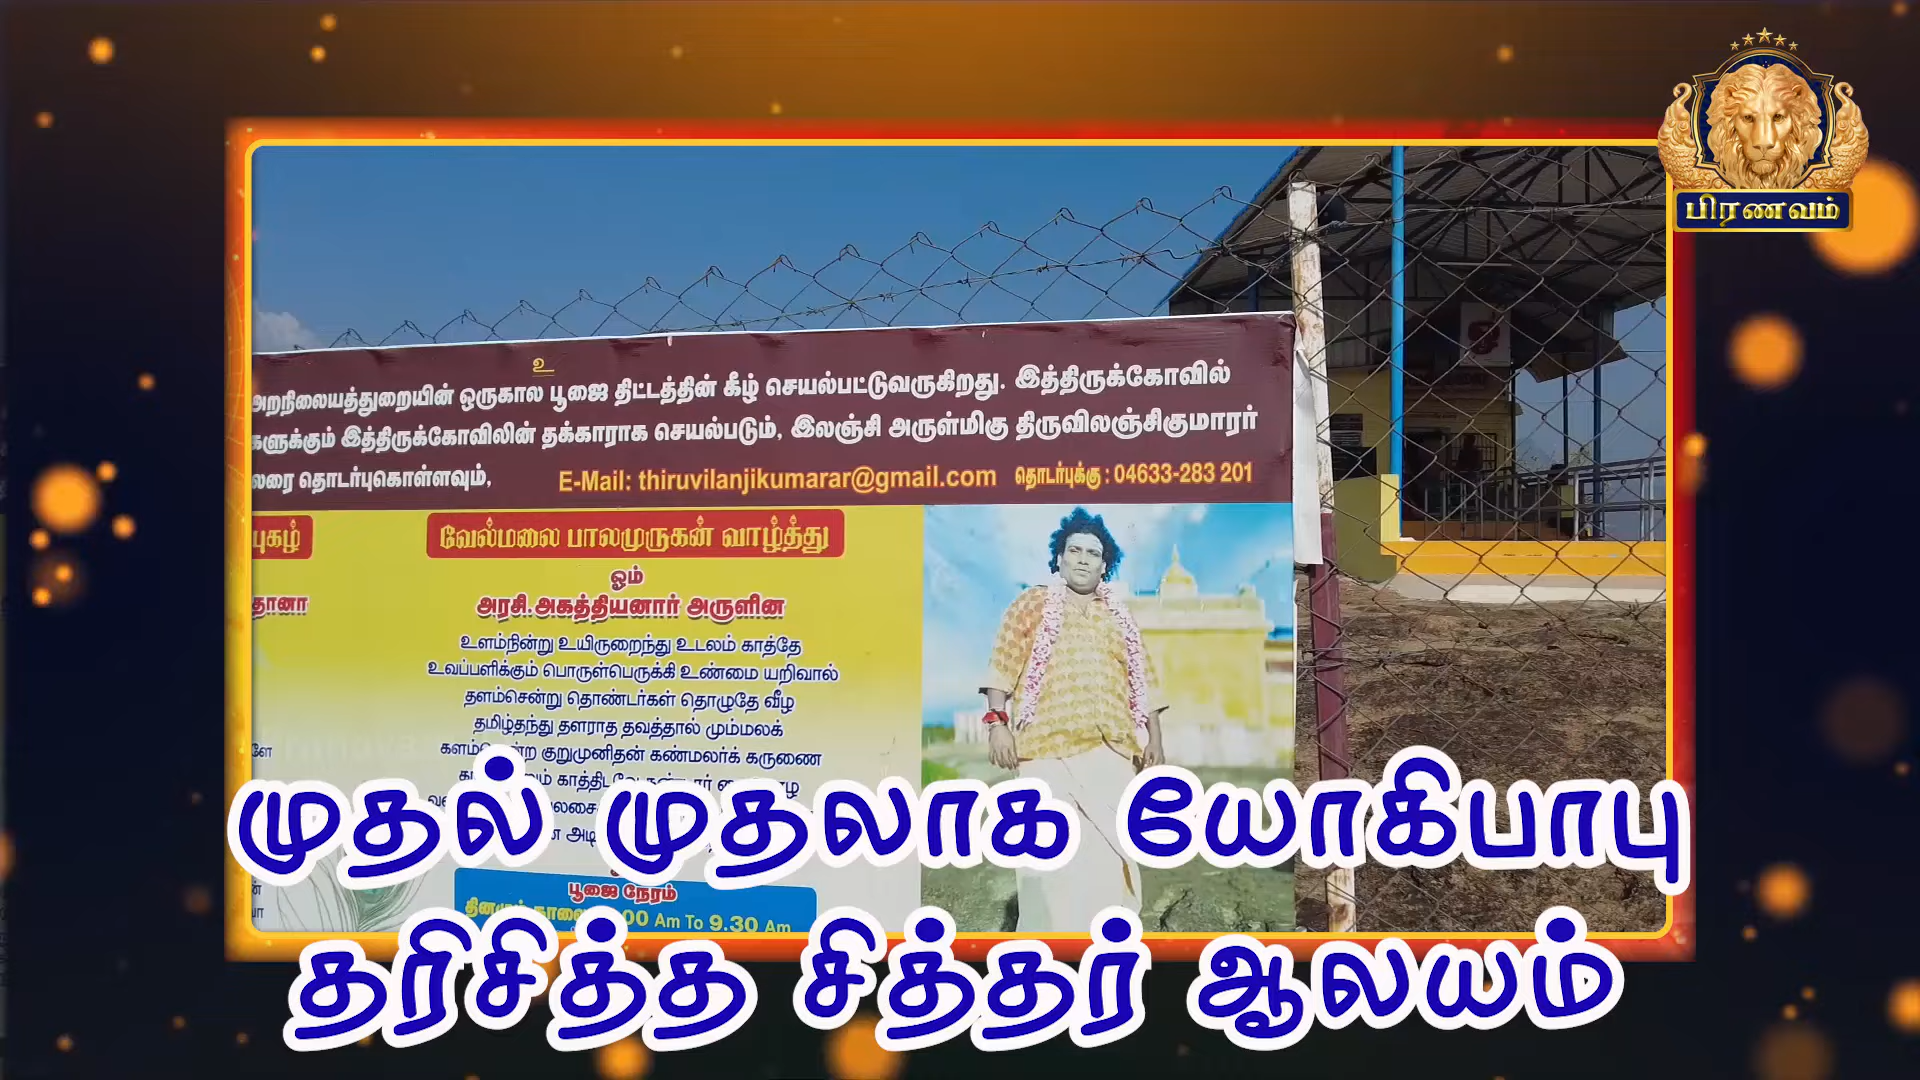 பிரணவம்
உ
அறநிலையத்துறையின் ஒருகால பூஜை திட்டத்தின் கீழ் செயல்பட்டுவருகிறது. இத்திருக்கோவில்
களுக்கும் இத்திருக்கோவிலின் தக்காராக செயல்படும், இலஞ்சி அருள்மிகு திருவிலஞ்சிகுமாரர்
லரை தொடர்புகொள்ளவும், E-Mail: thiruvilanjikumarar@gmail.com தொடர்புக்கு : 04633-283 201
புகழ்
தானா
வேல்மலை பாலமுருகன் வாழ்த்து
ஓம்
அரசி.அகத்தியனார் அருளின
உளம்நின்று உயிருறைந்து உடலம் காத்தே
உவப்பளிக்கும் பொருள்பெருக்கி உண்மை யறிவால்
தளம்சென்று தொண்டர்கள் தொழுதே வீழ
தமிழ்தந்து தளராத தவத்தால் மும்மலக்
குறுமுனிதன் கண்மலர்க் கருணை
பூஜை நேரம்
00 Am To 9.30 Am
முதல் முதலாக யோகிபாபு
தரிசித்த சித்தர் ஆலயம்